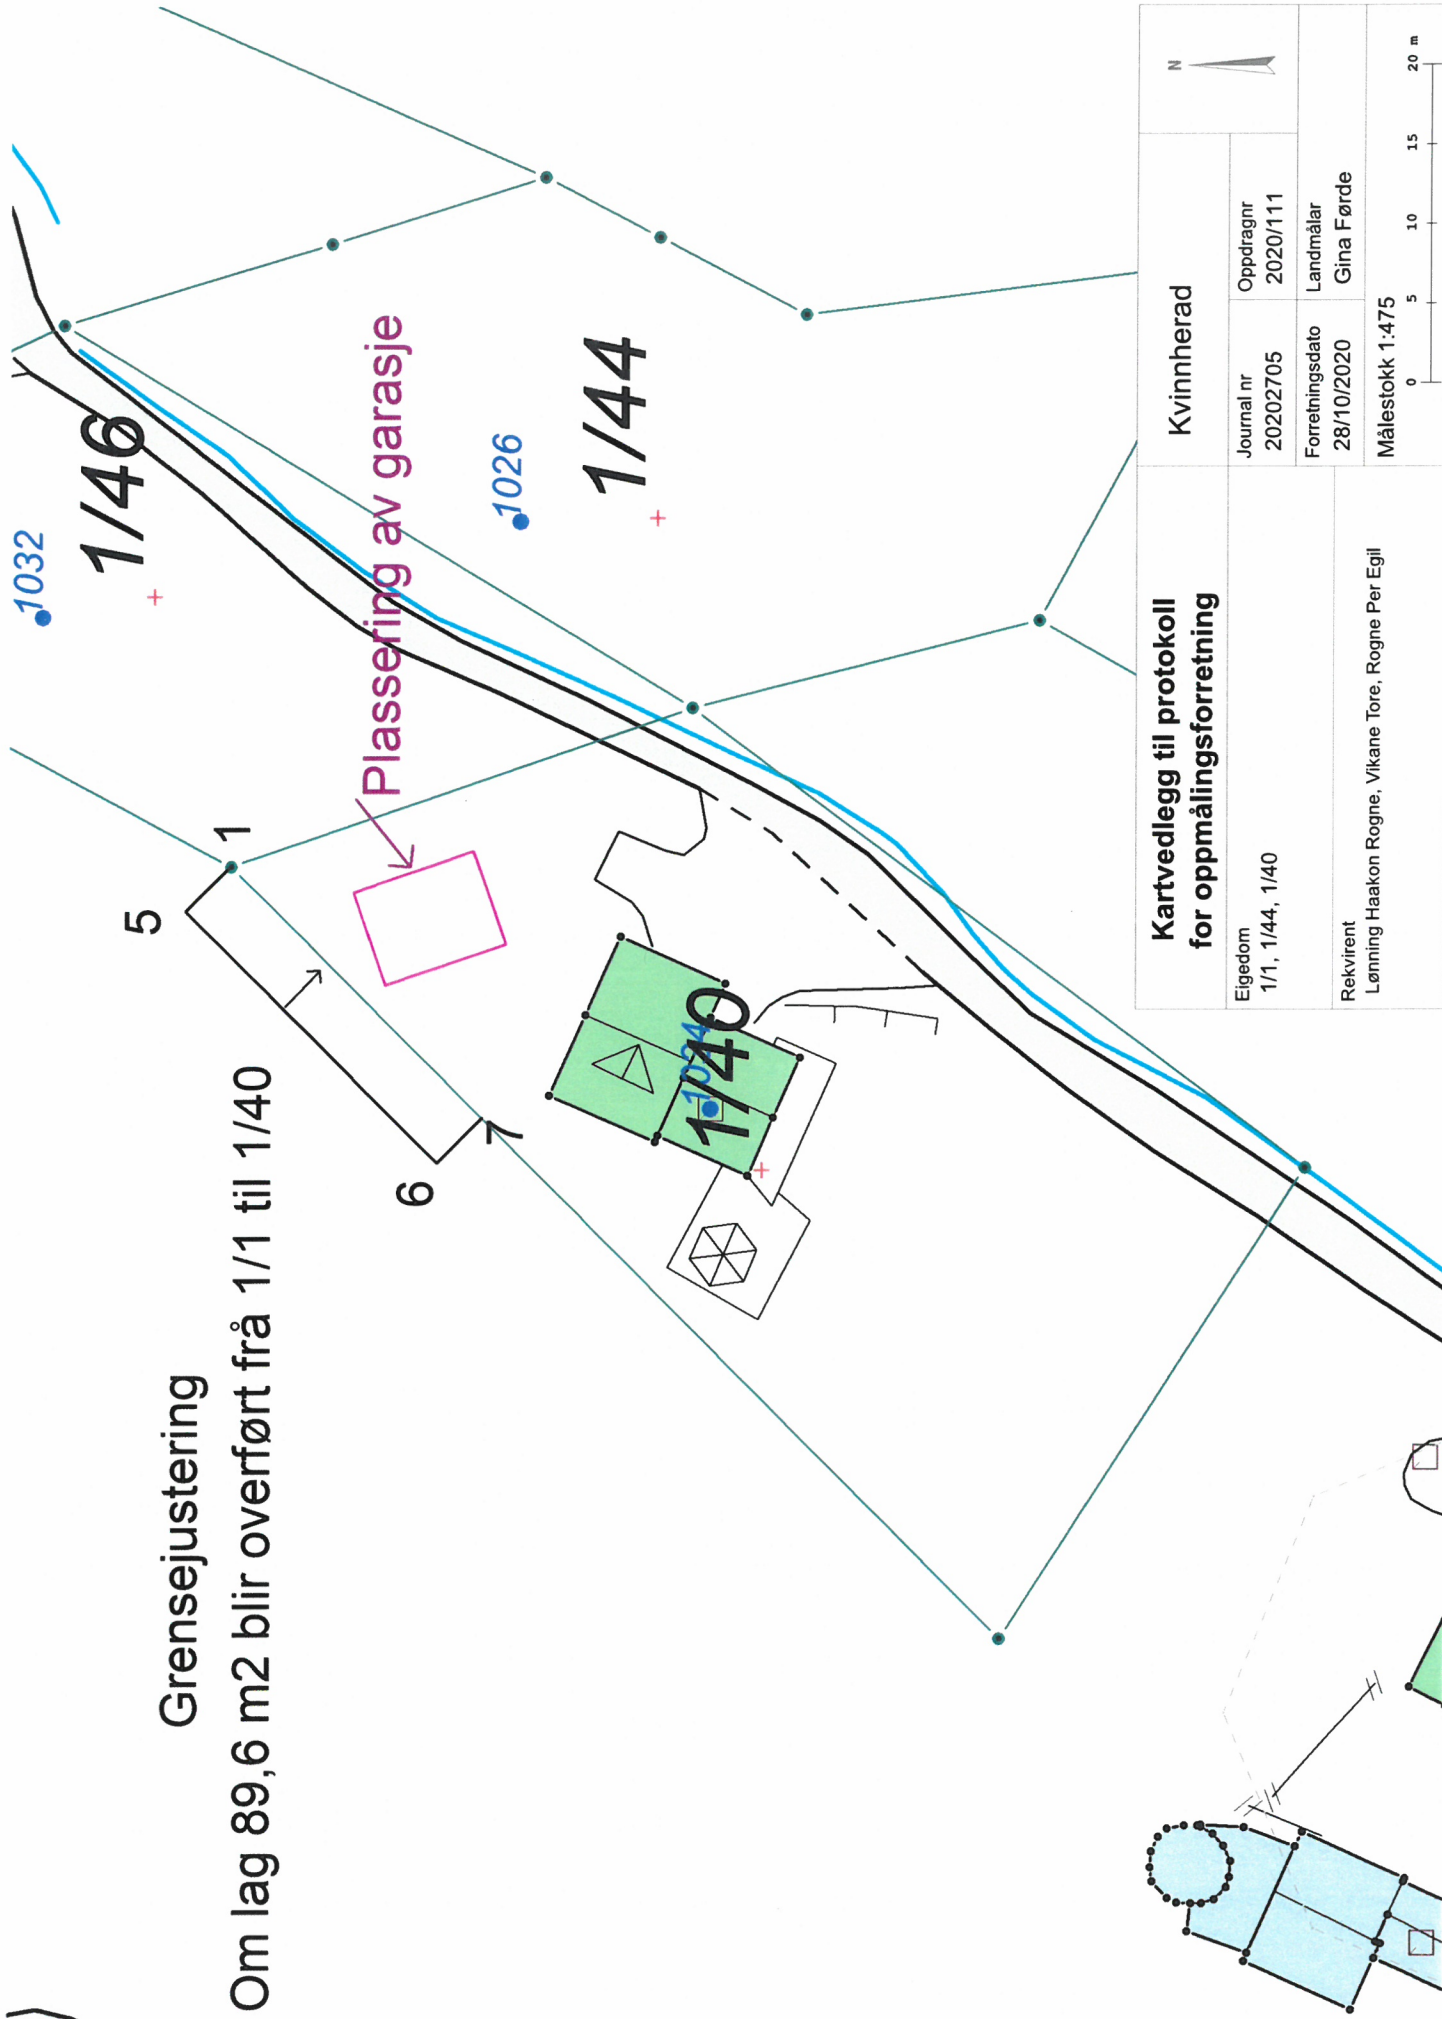 Grensejustering
Om lag 89,6 m2 blir overført frå 1/1 til 1/40
5
1
6
7
Plassering av garasje
1032
1/46
1026
1/44
1024
1/40
Kartvedlegg til protokoll
for oppmålingsforretning
Kvinnherad
N
Eigedom
1/1, 1/44, 1/40
Journal nr
20202705
Oppdragnr
2020/111
Forretningsdato
28/10/2020
Landmålar
Gina Førde
Rekvirent
Lønning Haakon Rogne, Vikane Tore, Rogne Per Egil
Målestokk 1:475
0 5 10 15 20 m